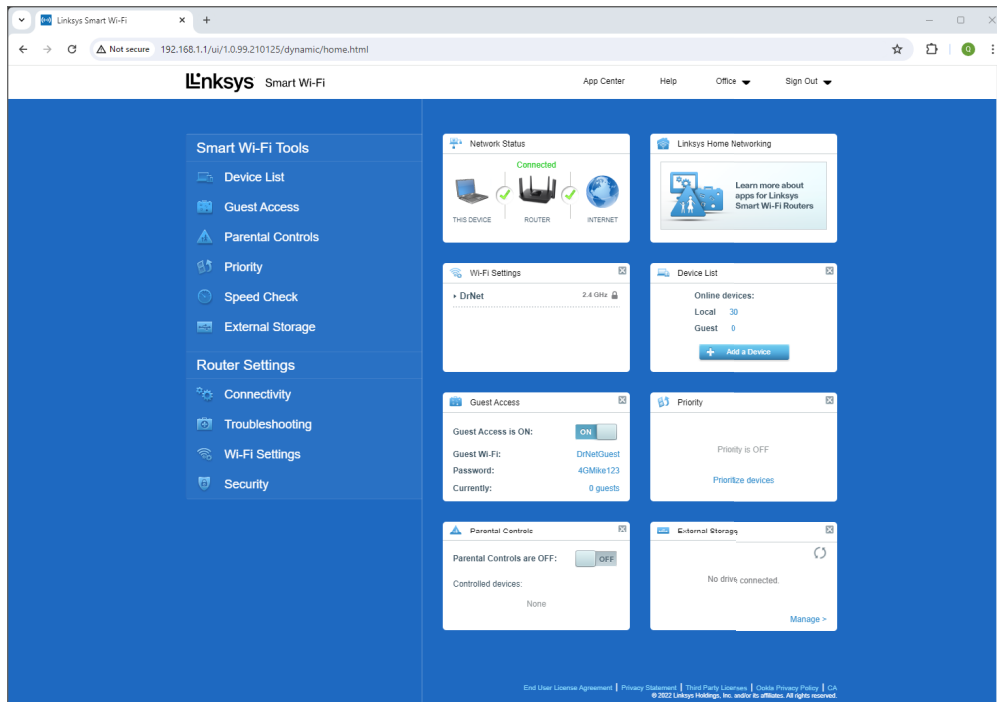 Linksys Smart Wi-Fi
Not secure 192.168.1.1/ui/1.0.99.210125/dynamic/home.html
Q
Linksys Smart Wi-Fi
App Center Help Office Sign Out
Smart Wi-Fi Tools
Device List
Guest Access
Parental Controls
Priority
Speed Check
External Storage
Router Settings
Connectivity
Troubleshooting
Wi-Fi Settings
Security
Network Status
Connected
THIS DEVICE ROUTER INTERNET
Linksys Home Networking
Learn more about
apps for Linksys
Smart Wi-Fi Routers
Wi-Fi Settings
DrNet 2.4 GHz
Device List
Online devices:
Local 30
Guest 0
+ Add a Device
Guest Access
Guest Access is ON: ON
Guest Wi-Fi: DrNetGuest
Password: 4GMike123
Currently: 0 guests
Priority
Priority is OFF
Prioritize devices
Parental Controls
Parental Controls are OFF: OFF
Controlled devices:
None
External Storage
No drive connected.
Manage >
End User License Agreement | Privacy Statement | Third Party Licenses | Ookla Privacy Policy | CA
© 2022 Linksys Holdings, Inc. and/or its affiliates. All rights reserved.